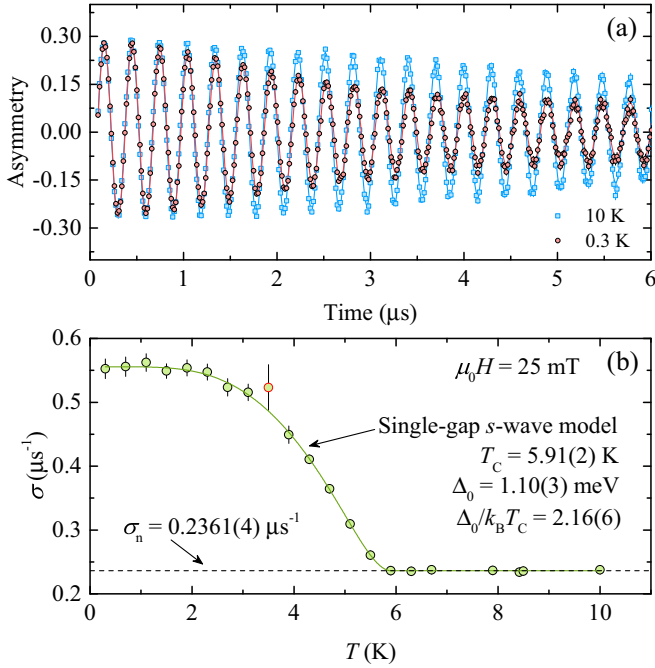 (a)
0.30
0.15
0.00
-0.15
-0.30
Asymmetry
10 K
0.3 K
0 1 2 3 4 5 6
Time (μs)
(b)
0.6
0.5
0.4
0.3
0.2
σ (μs⁻¹)
μ₀H = 25 mT
Single-gap s-wave model
T_C = 5.91(2) K
Δ₀ = 1.10(3) meV
Δ₀/k_BT_C = 2.16(6)
σₙ = 0.2361(4) μs⁻¹
0 2 4 6 8 10
T (K)